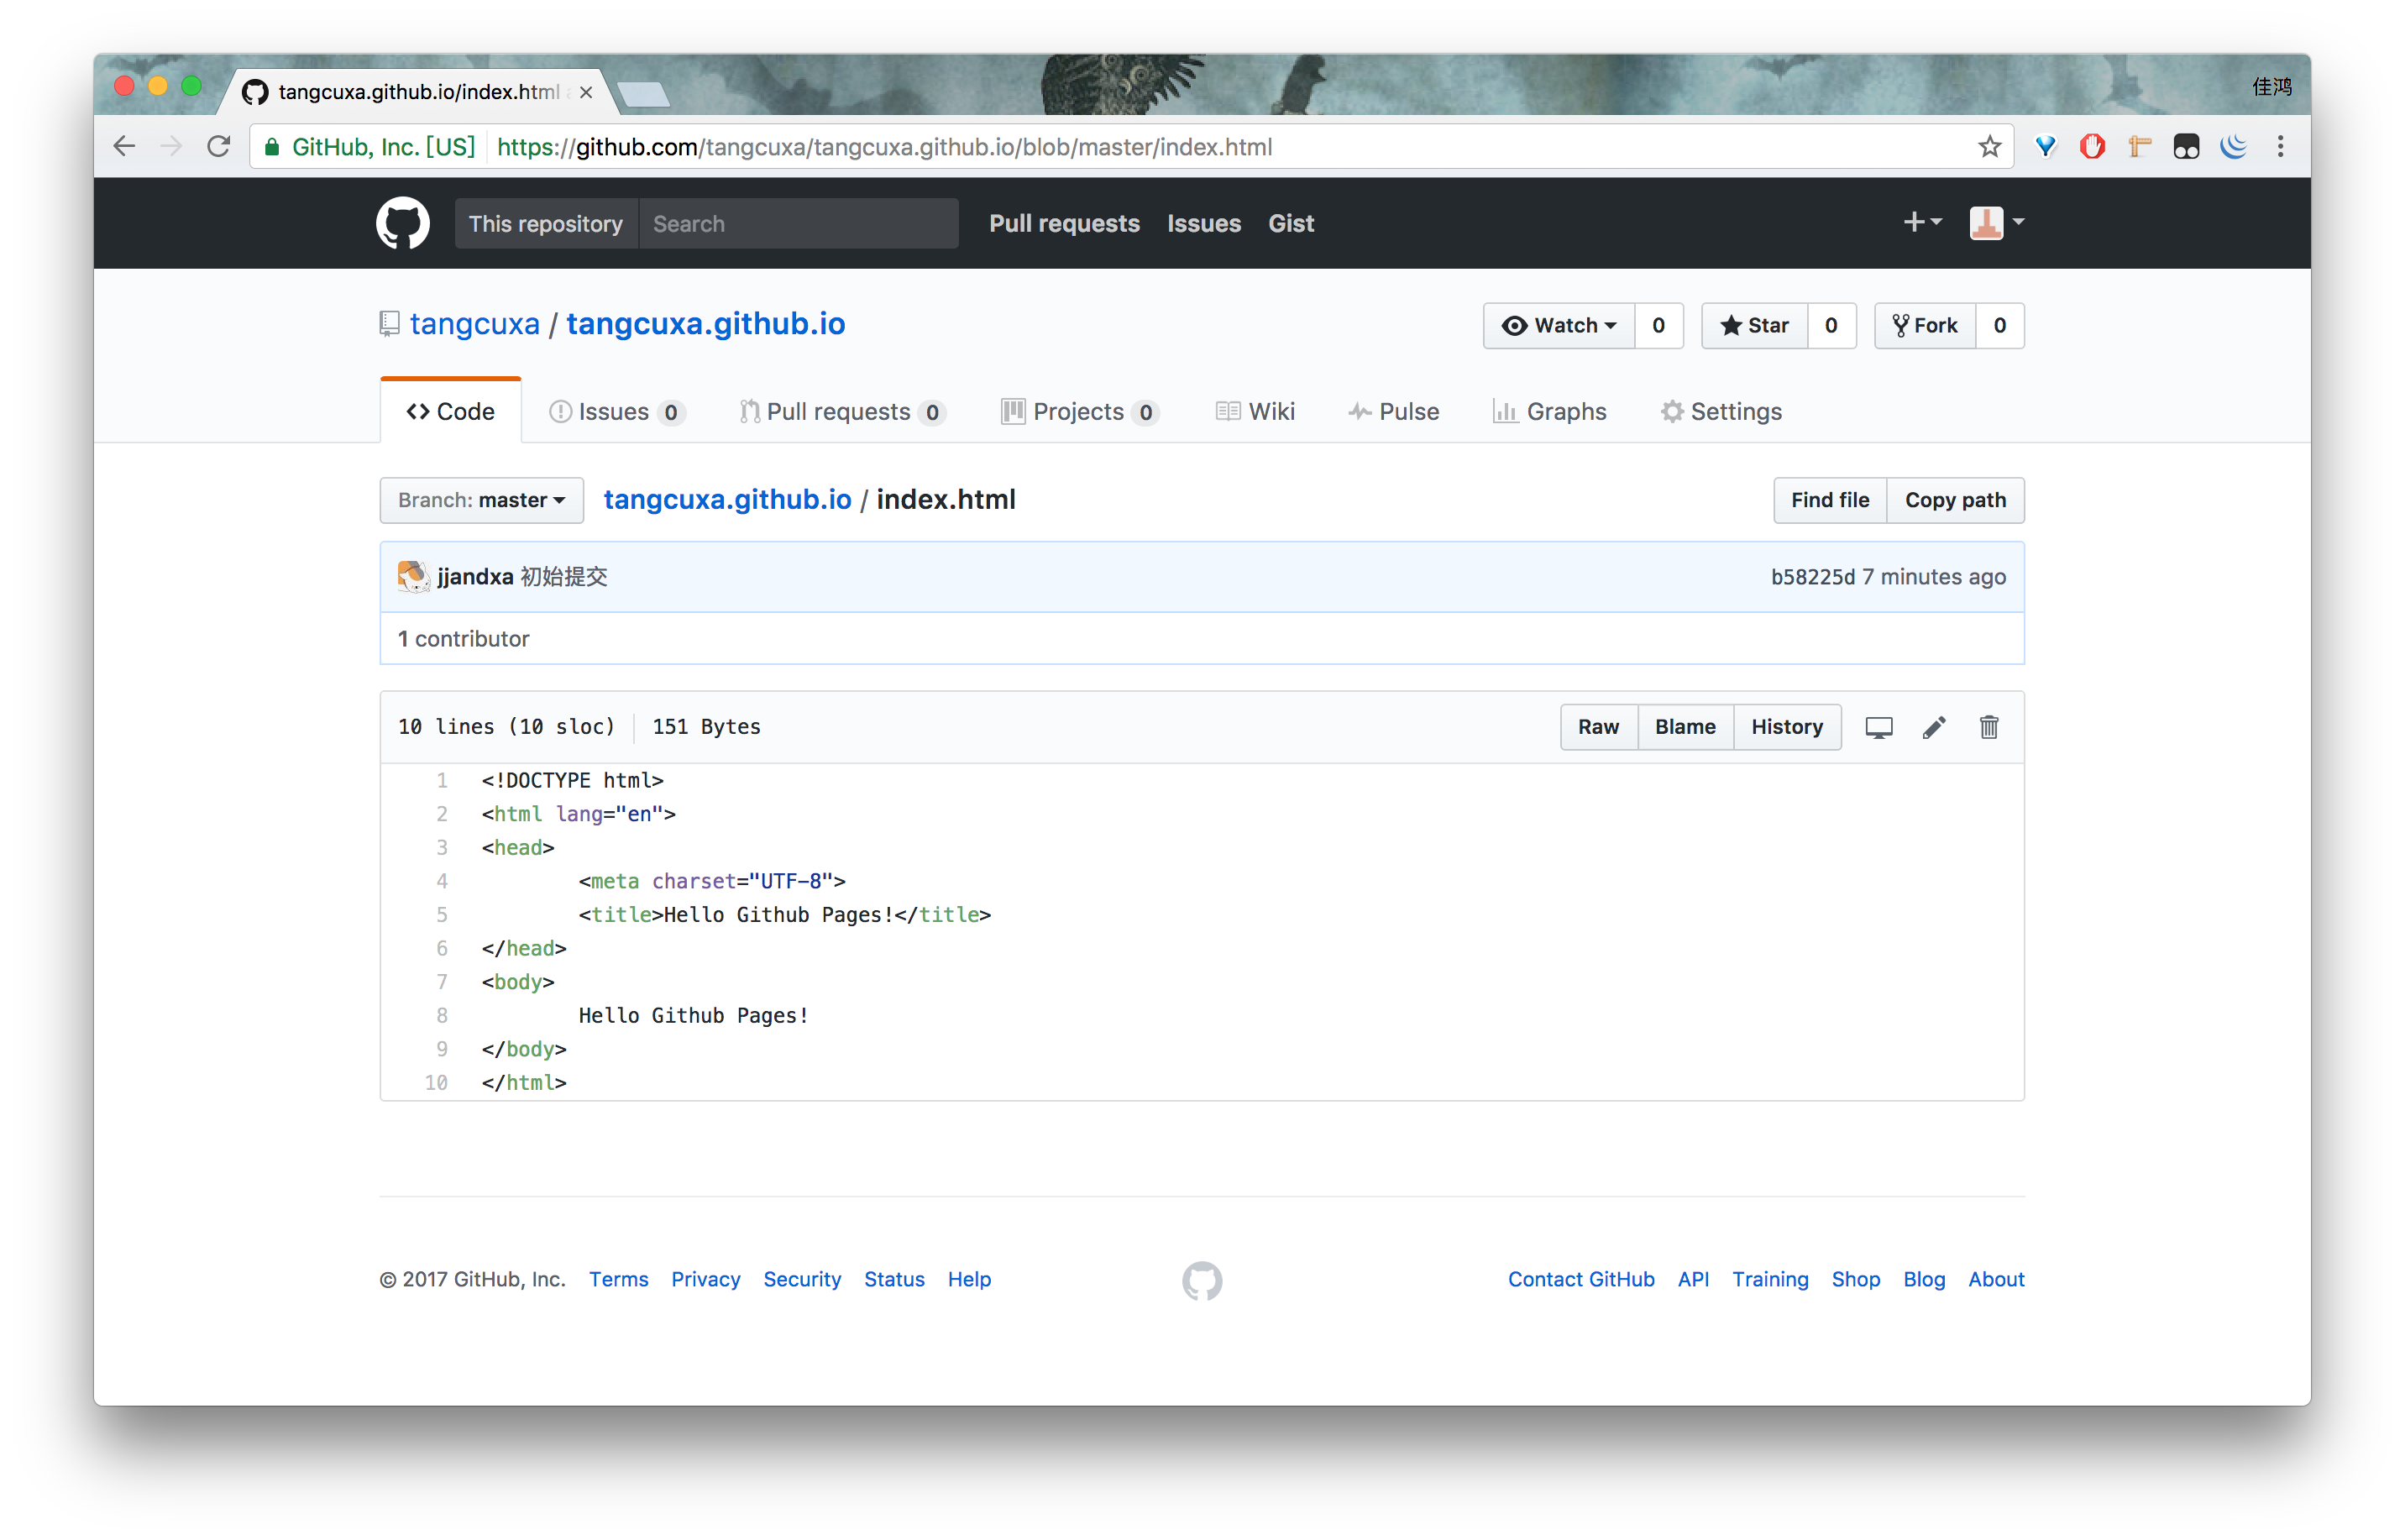 tangcuxa.github.io/index.html
佳鸿
GitHub, Inc. [US] https://github.com/tangcuxa/tangcuxa.github.io/blob/master/index.html
This repository Search Pull requests Issues Gist
tangcuxa / tangcuxa.github.io Watch 0 Star 0 Fork 0
Code Issues 0 Pull requests 0 Projects 0 Wiki Pulse Graphs Settings
Branch: master tangcuxa.github.io / index.html Find file Copy path
jjandxa 初始提交 b58225d 7 minutes ago
1 contributor
10 lines (10 sloc) 151 Bytes Raw Blame History
1 <!DOCTYPE html>
2 <html lang="en">
3 <head>
4 <meta charset="UTF-8">
5 <title>Hello Github Pages!</title>
6 </head>
7 <body>
8 Hello Github Pages!
9 </body>
10 </html>
© 2017 GitHub, Inc. Terms Privacy Security Status Help Contact GitHub API Training Shop Blog About